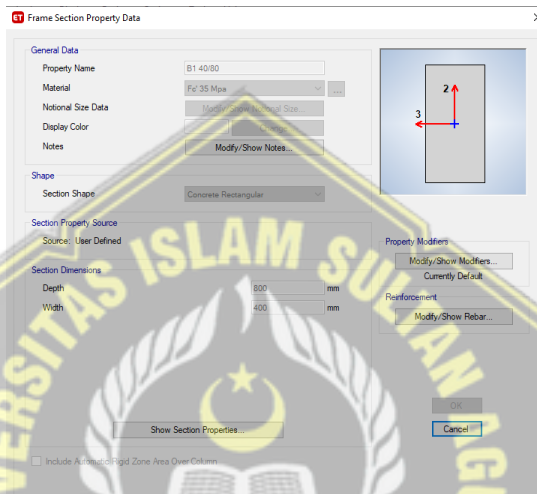 ET Frame Section Property Data
General Data
Property Name B1 40/80
Material Fc' 35 Mpa ...
Notional Size Data Modify/Show Notional Size...
Display Color Change...
Notes Modify/Show Notes...
2
3
Shape
Section Shape Concrete Rectangular
Section Property Source
Source: User Defined
Property Modifiers
Modify/Show Modifiers...
Currently Default
Section Dimensions
Depth 800 mm
Width 400 mm
Reinforcement
Modify/Show Rebar...
OK
Show Section Properties... Cancel
Include Automatic Rigid Zone Area Over Column
ISLAM SULTAN AG
VERSITAS